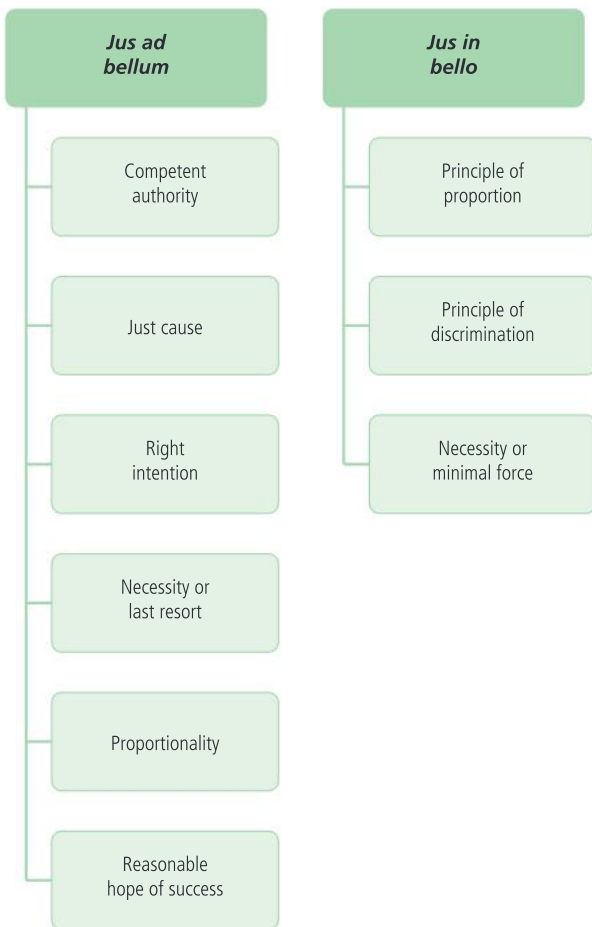 Jus ad
bellum
Competent
authority
Just cause
Right
intention
Necessity or
last resort
Proportionality
Reasonable
hope of success
Jus in
bello
Principle of
proportion
Principle of
discrimination
Necessity or
minimal force